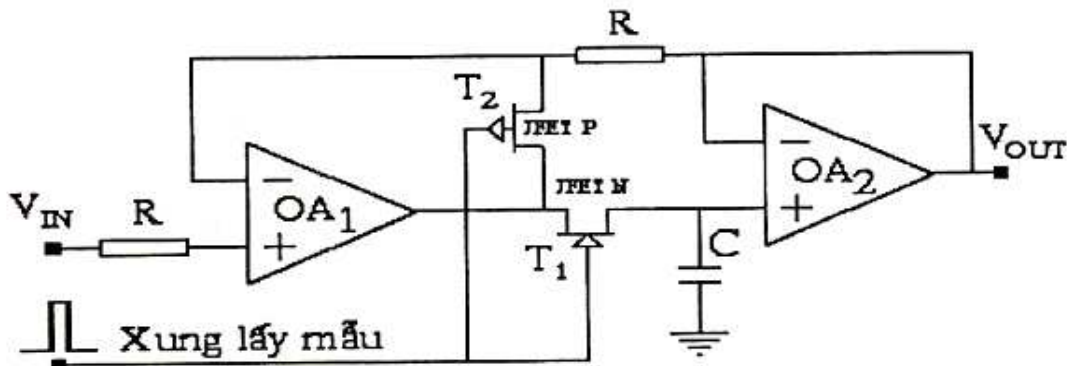 R
T2
JFET P
VOUT
OA2
JFET N
OA1
VIN
R
C
T1
Xung lấy mẫu